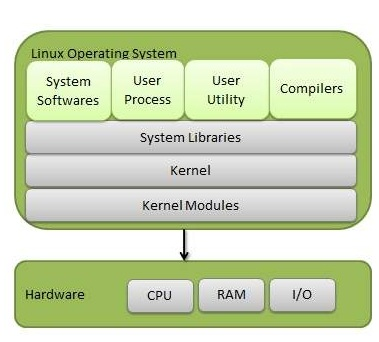 Linux Operating System
System
Softwares
User
Process
User
Utility
Compilers
System Libraries
Kernel
Kernel Modules
Hardware
CPU
RAM
I/O